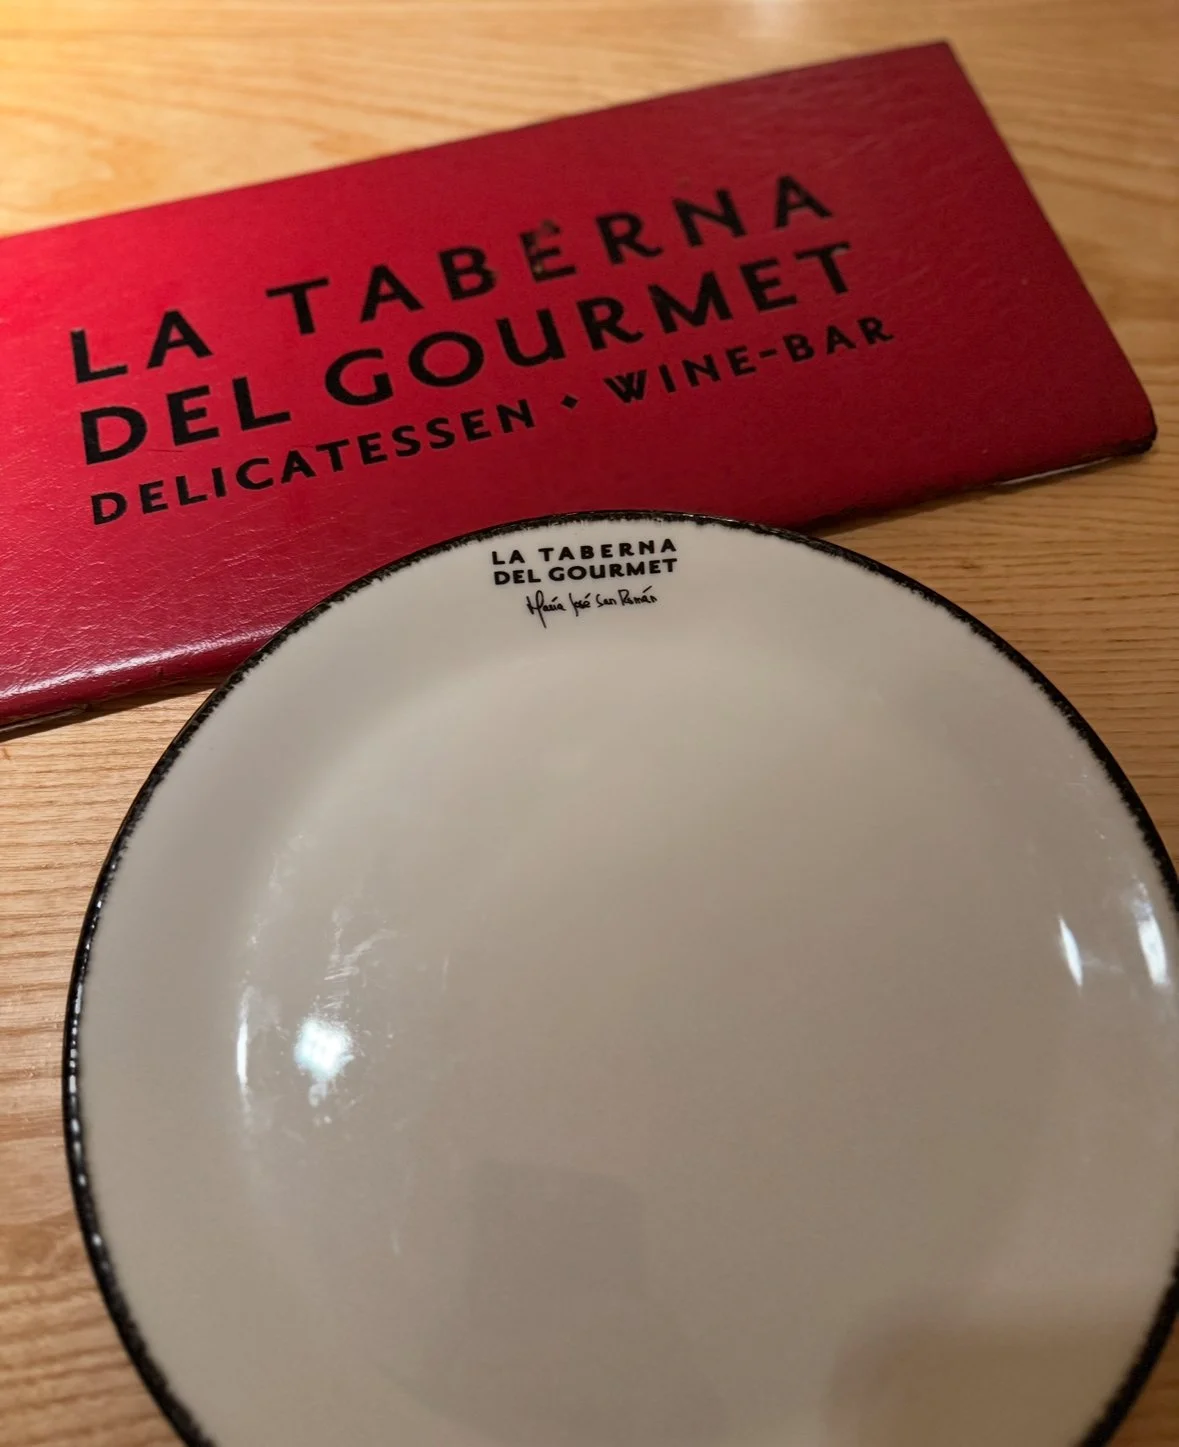 LA TABERNA
DEL GOURMET
DELICATESSEN ◆ WINE-BAR
LA TABERNA
DEL GOURMET
María José San Román